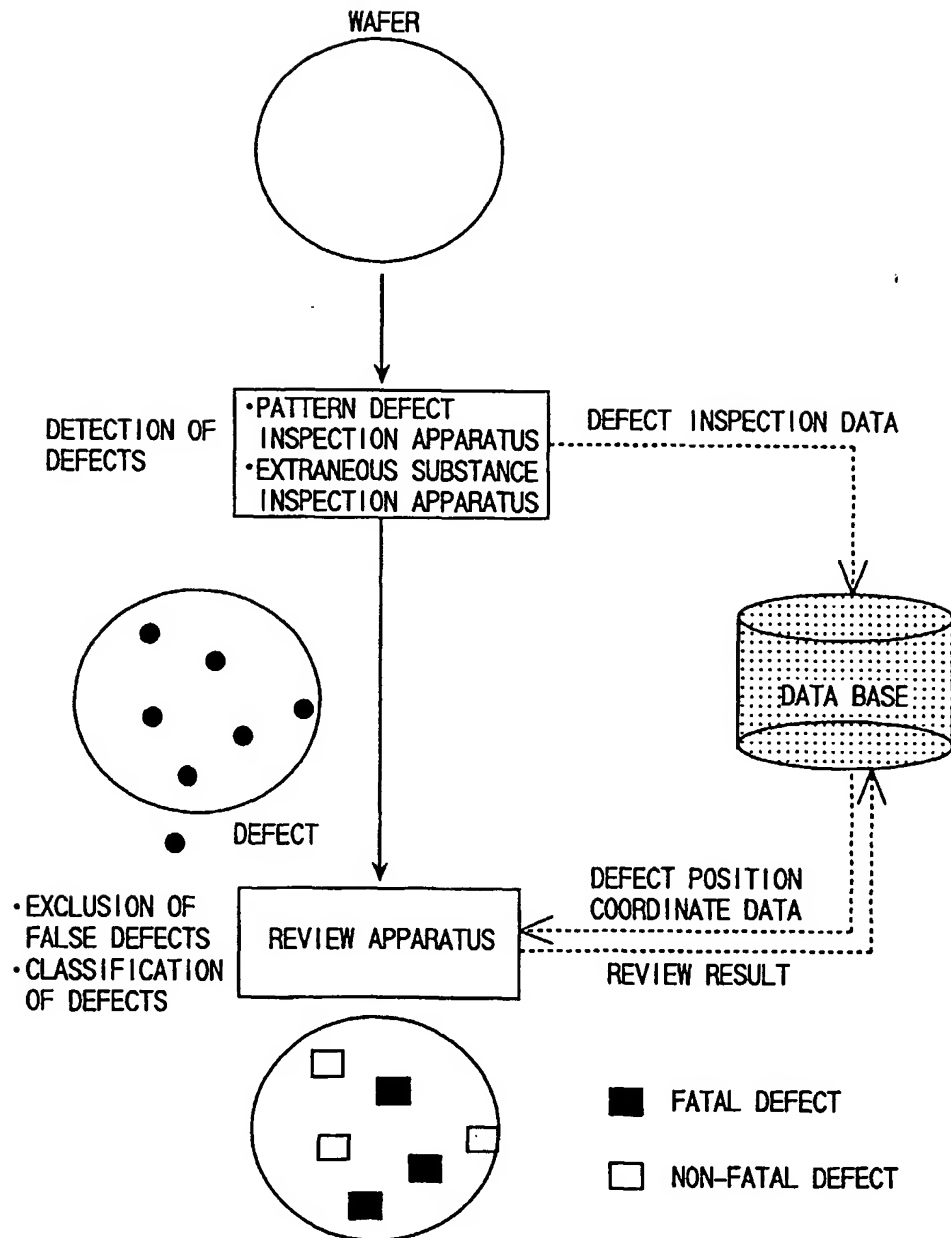 WAFER
DETECTION OF
DEFECTS
・PATTERN DEFECT
INSPECTION APPARATUS
・EXTRANEOUS SUBSTANCE
INSPECTION APPARATUS
DEFECT INSPECTION DATA
DATA BASE
DEFECT
・EXCLUSION OF
FALSE DEFECTS
・CLASSIFICATION
OF DEFECTS
REVIEW APPARATUS
DEFECT POSITION
COORDINATE DATA
REVIEW RESULT
FATAL DEFECT
NON-FATAL DEFECT